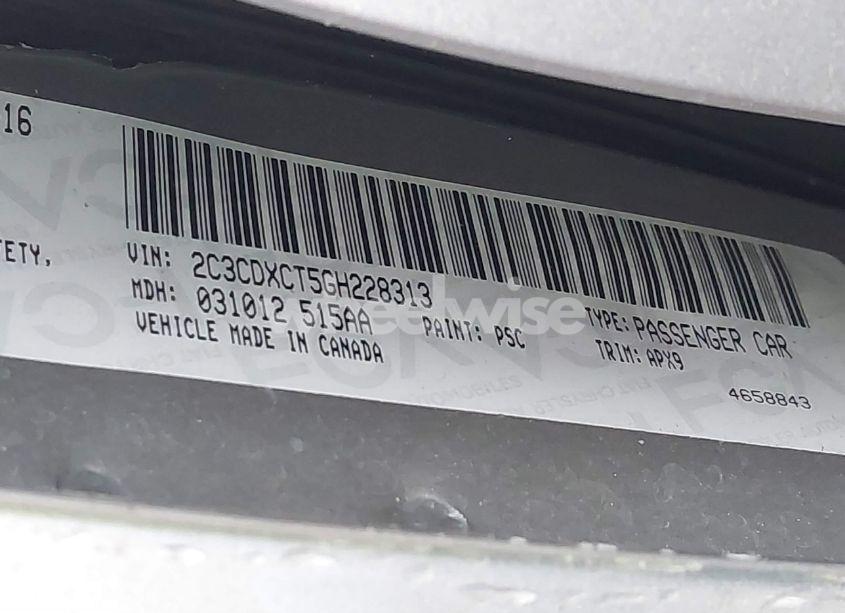 16
ETY,
VIN: 2C3CDXCT5GH228313
TYPE: PASSENGER CAR
MDH: 031012 515AA
PAINT: PSC
TRIM: APX9
VEHICLE MADE IN CANADA
4658843